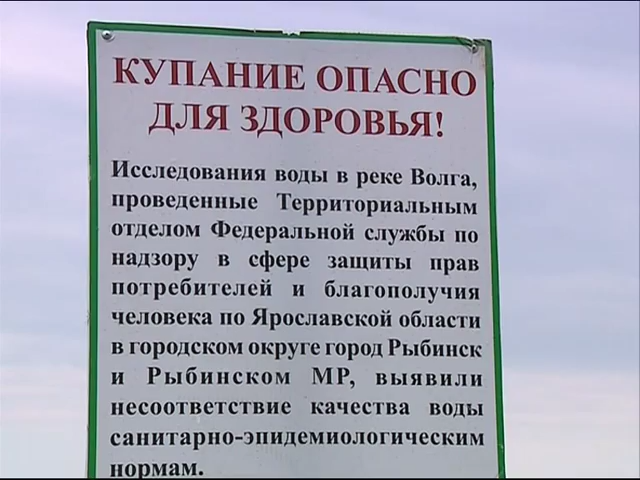 КУПАНИЕ ОПАСНО
ДЛЯ ЗДОРОВЬЯ!
Исследования воды в реке Волга,
проведенные Территориальным
отделом Федеральной службы по
надзору в сфере защиты прав
потребителей и благополучия
человека по Ярославской области
в городском округе город Рыбинск
и Рыбинском МР, выявили
несоответствие качества воды
санитарно-эпидемиологическим
нормам.